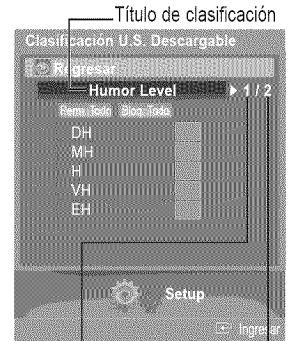 Título de clasificación
Clasificación U.S. Descargable
Regresar
Humor Level ▶ 1 / 2
Perm. Todo Bloq. Todo
DH
MH
H
VH
EH
Setup
Ingresar